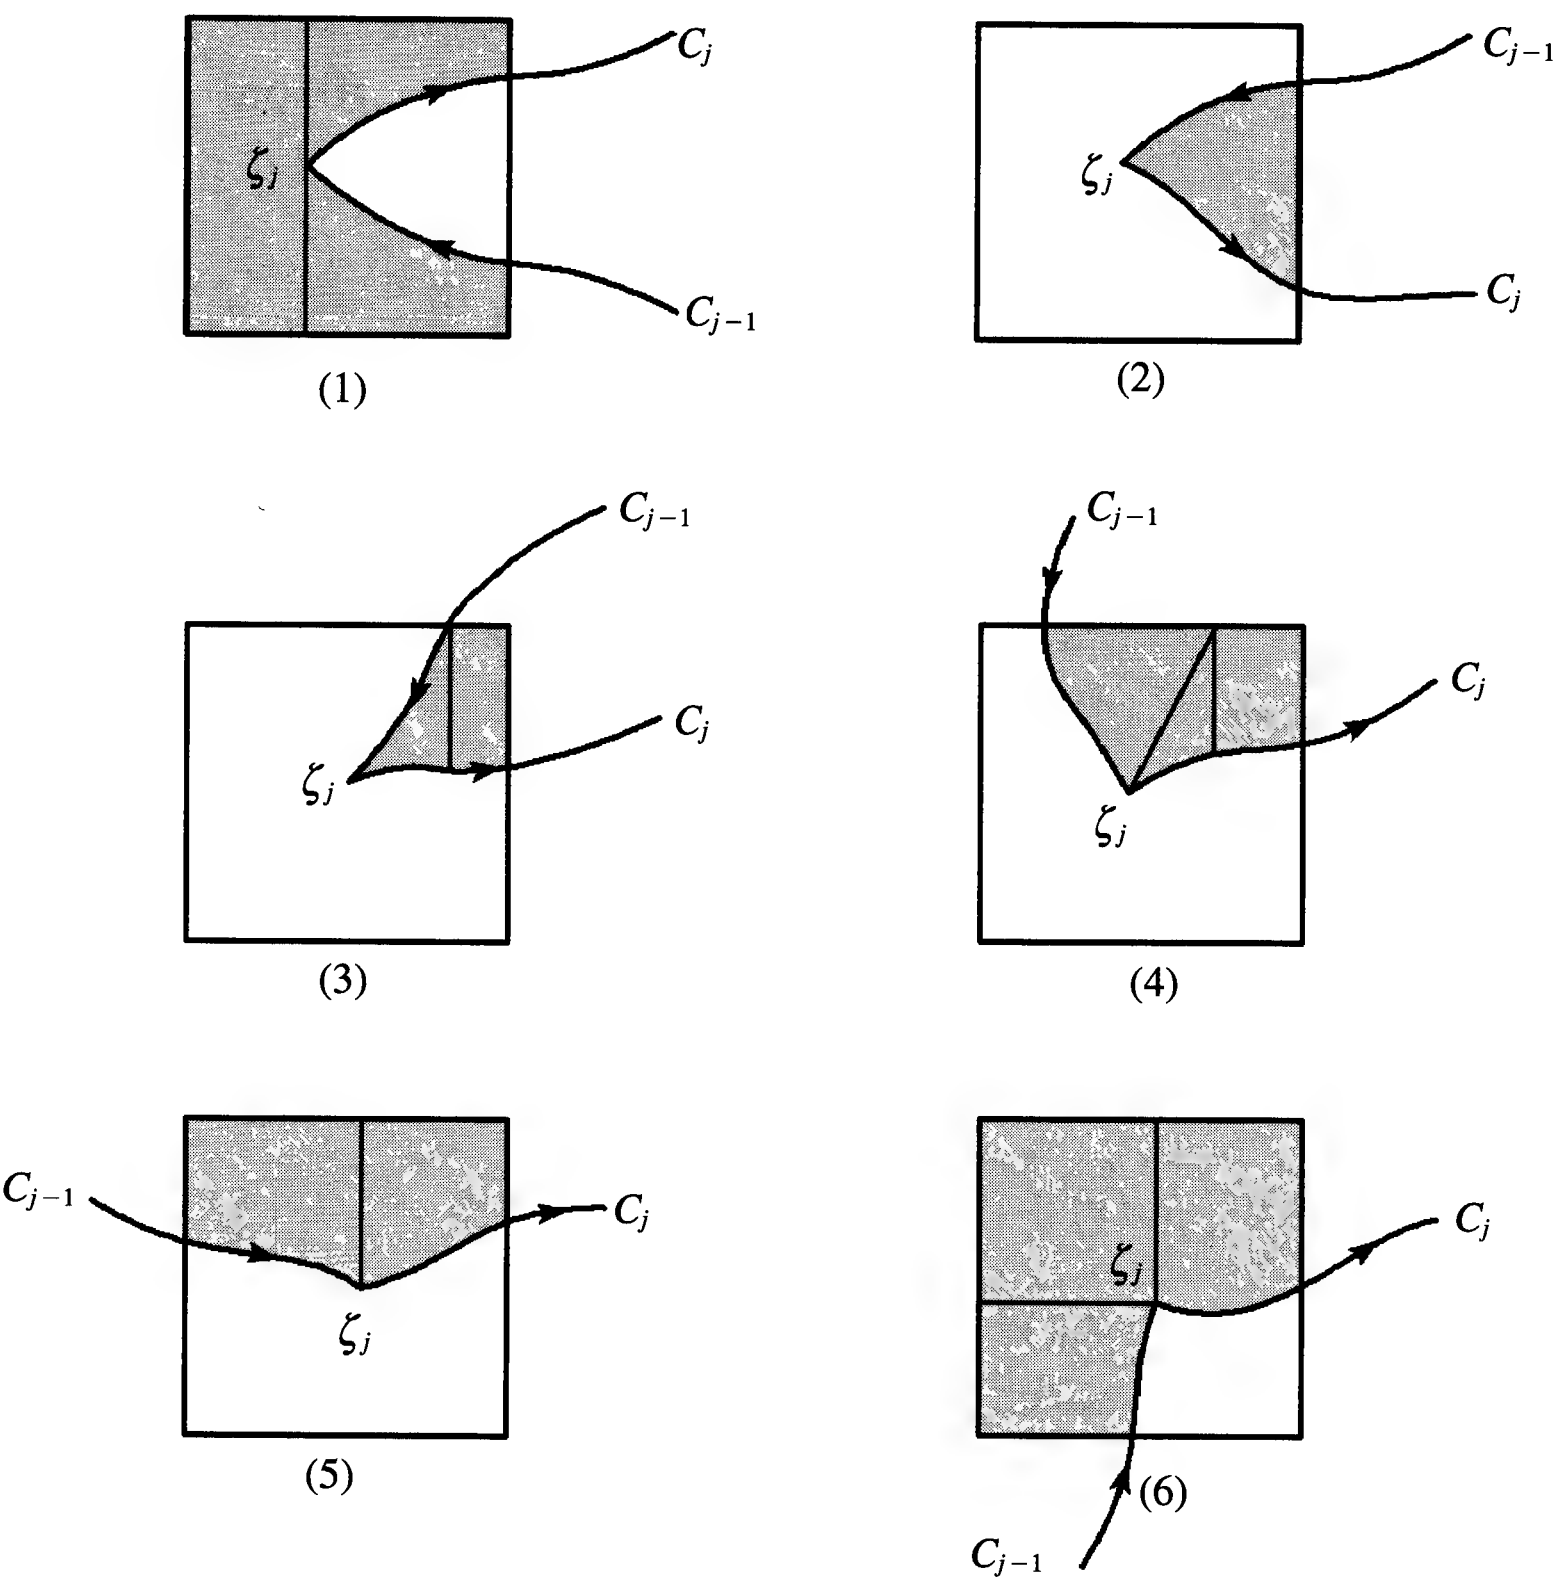 C_j
ζ_j
C_{j−1}
(1)
C_{j−1}
ζ_j
C_j
(2)
C_{j−1}
C_j
ζ_j
(3)
C_{j−1}
C_j
ζ_j
(4)
C_{j−1}
C_j
ζ_j
(5)
ζ_j
C_j
(6)
C_{j−1}